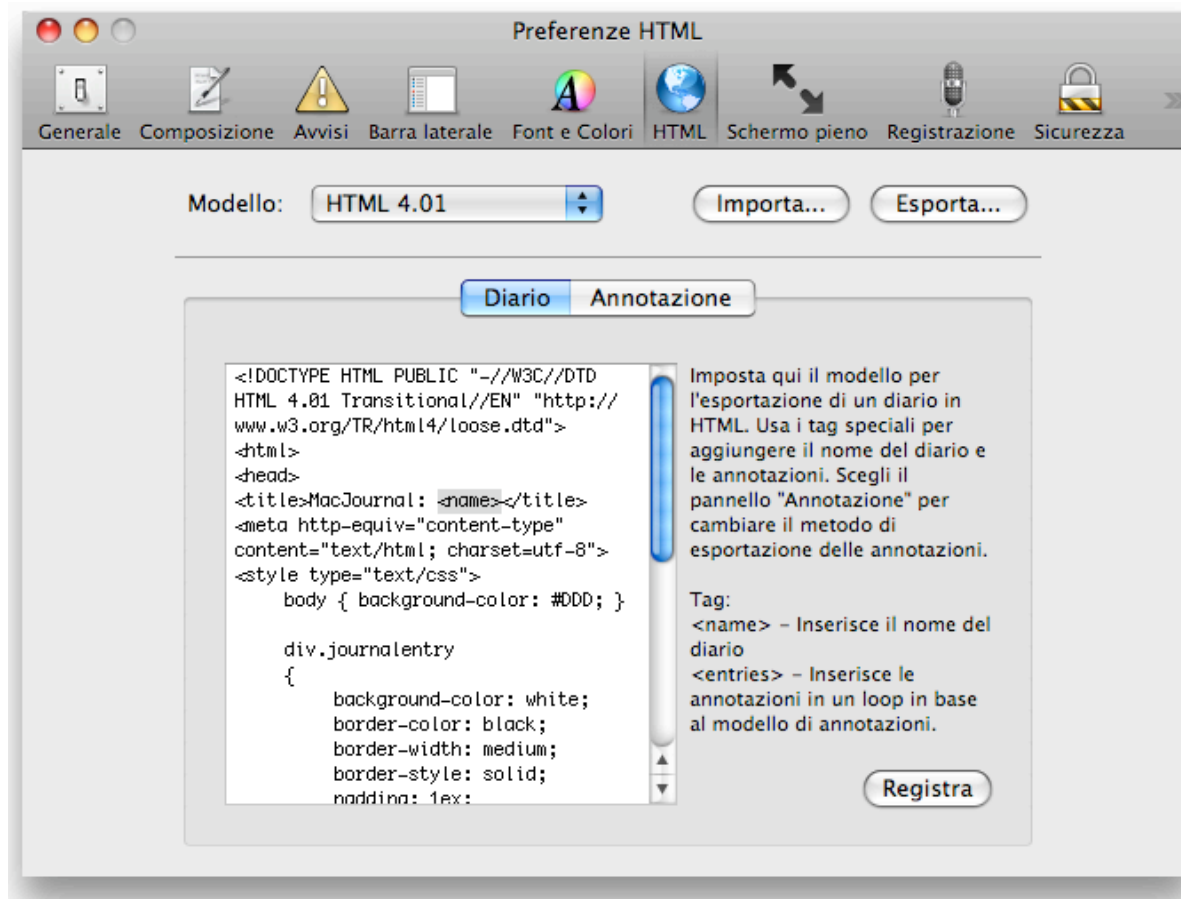 Preferenze HTML
Generale Composizione Avvisi Barra laterale Font e Colori HTML Schermo pieno Registrazione Sicurezza
Modello: HTML 4.01 Importa... Esporta...
Diario Annotazione
<!DOCTYPE HTML PUBLIC "-//W3C//DTD
HTML 4.01 Transitional//EN" "http://
www.w3.org/TR/html4/loose.dtd">
<html>
<head>
<title>MacJournal: <name></title>
<meta http-equiv="content-type"
content="text/html; charset=utf-8">
<style type="text/css">
body { background-color: #DDD; }
div.journalentry
{
background-color: white;
border-color: black;
border-width: medium;
border-style: solid;
padding: 1ex;
Imposta qui il modello per
l'esportazione di un diario in
HTML. Usa i tag speciali per
aggiungere il nome del diario e
le annotazioni. Scegli il
pannello "Annotazione" per
cambiare il metodo di
esportazione delle annotazioni.
Tag:
<name> – Inserisce il nome del
diario
<entries> – Inserisce le
annotazioni in un loop in base
al modello di annotazioni.
Registra